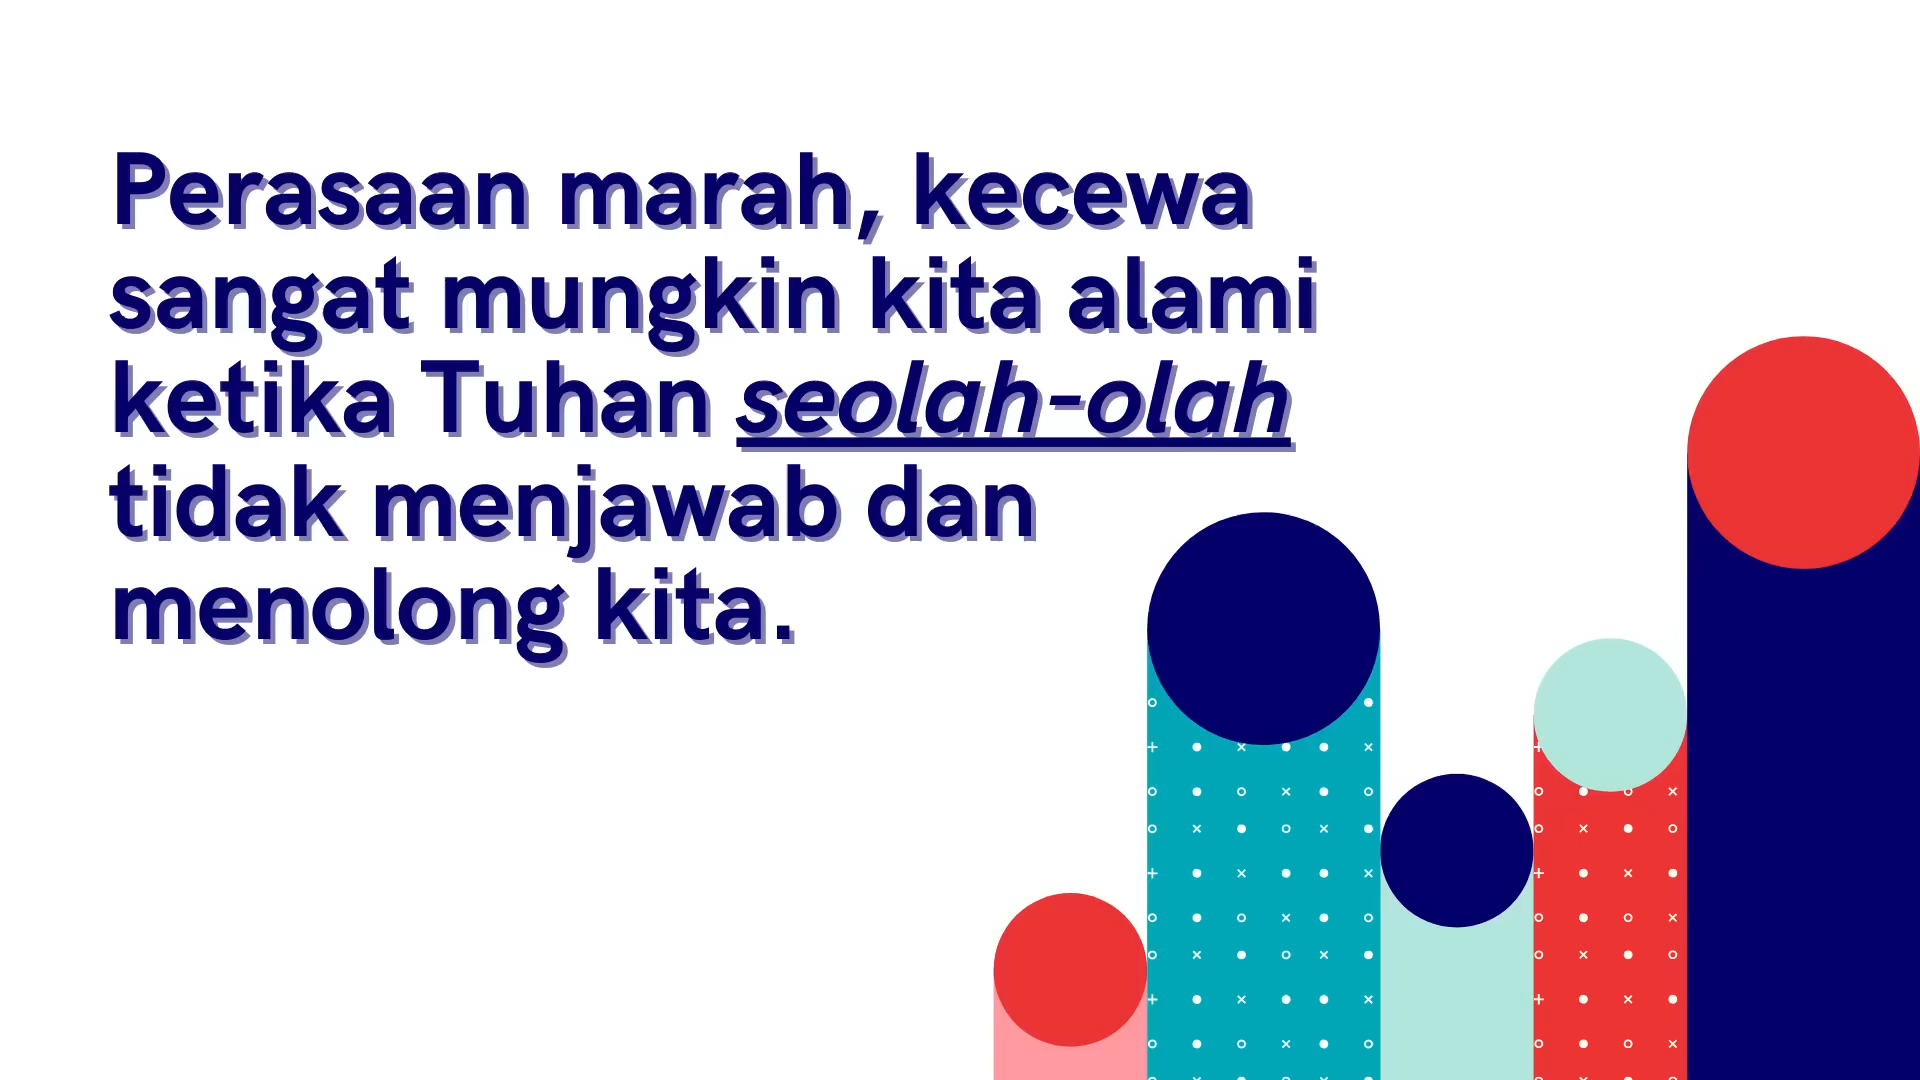 Perasaan marah, kecewa
sangat mungkin kita alami
ketika Tuhan seolah-olah
tidak menjawab dan
menolong kita.